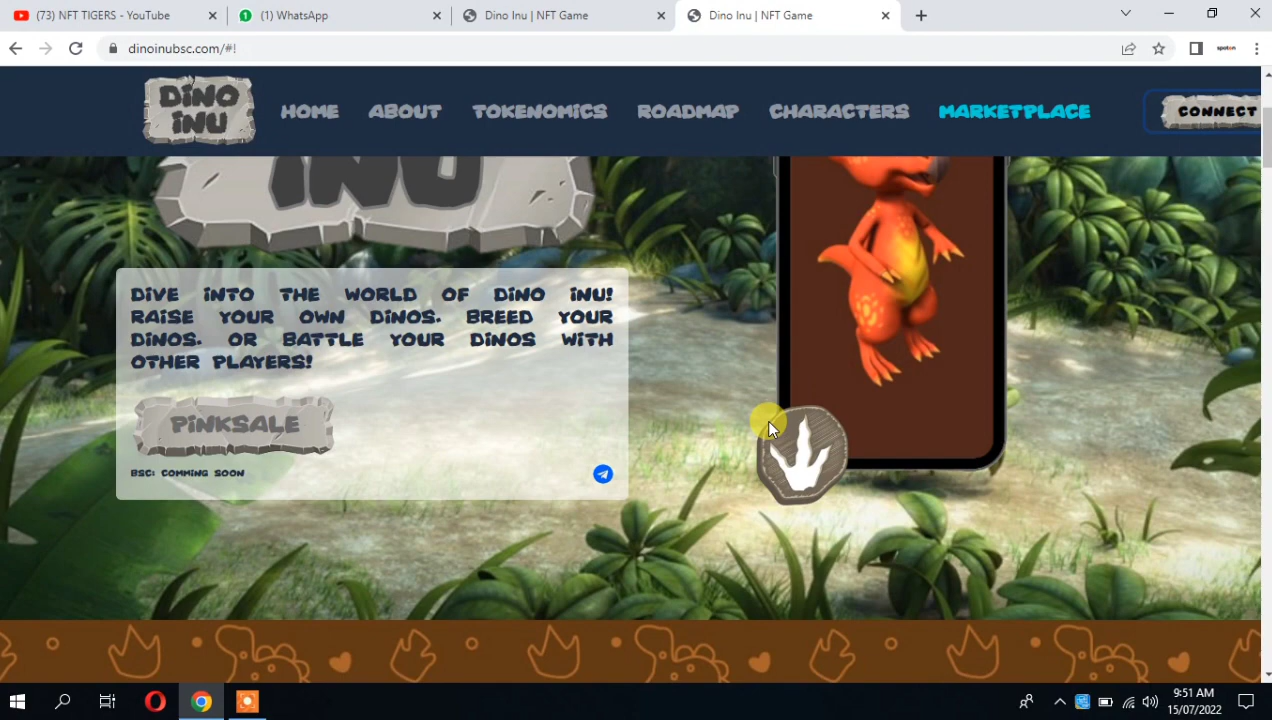 (73) NFT TIGERS - YouTube
(1) WhatsApp
Dino Inu | NFT Game
Dino Inu | NFT Game
dinoinubsc.com/#!
spoton
DINO
INU
HOME
ABOUT
TOKENOMICS
ROADMAP
CHARACTERS
MARKETPLACE
CONNECT
INU
DIVE INTO THE WORLD OF DINO INU!
RAISE YOUR OWN DINOS. BREED YOUR
DINOS. OR BATTLE YOUR DINOS WITH
OTHER PLAYERS!
PINKSALE
BSC: COMMING SOON
9:51 AM
15/07/2022